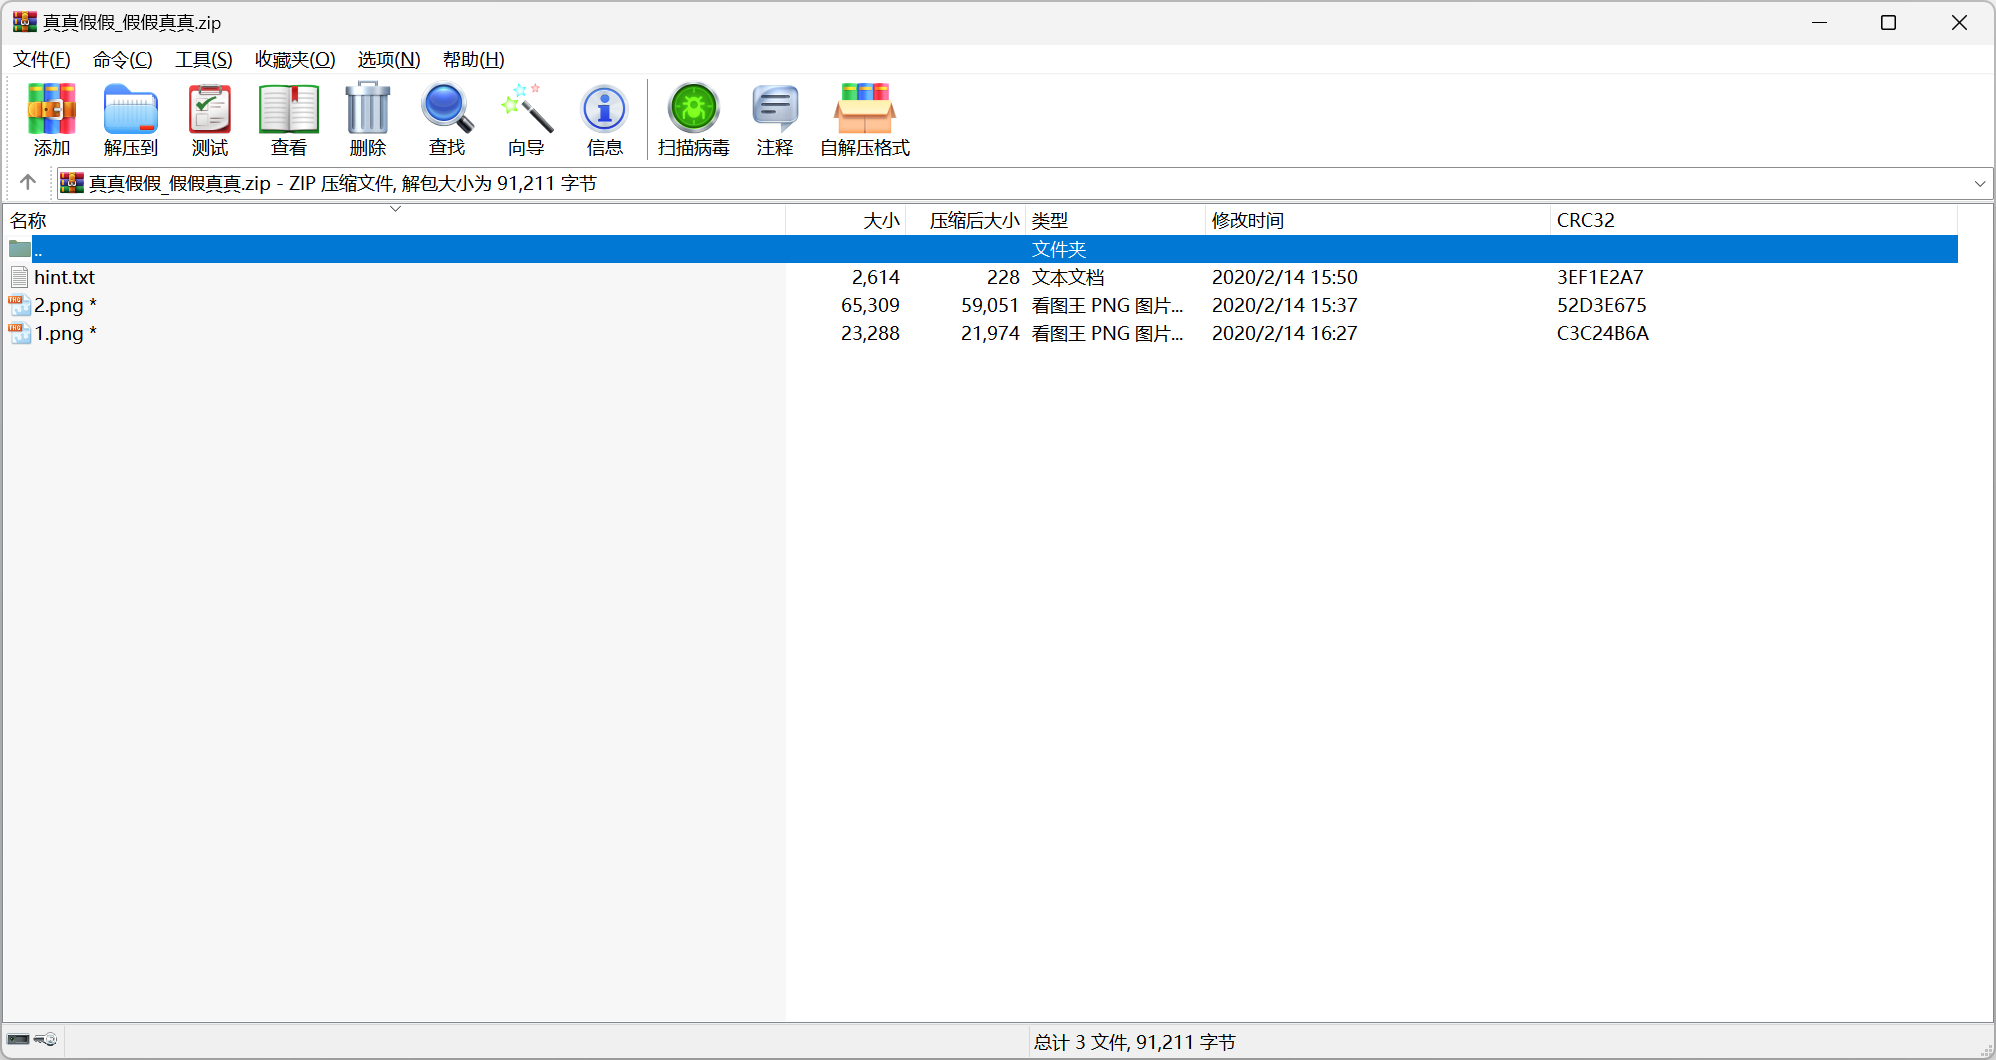 真真假假_假假真真.zip
文件(F) 命令(C) 工具(S) 收藏夹(O) 选项(N) 帮助(H)
添加 解压到 测试 查看 删除 查找 向导 信息 扫描病毒 注释 自解压格式
真真假假_假假真真.zip - ZIP 压缩文件, 解包大小为 91,211 字节
名称 大小 压缩后大小 类型 修改时间 CRC32
.. 文件夹
hint.txt 2,614 228 文本文档 2020/2/14 15:50 3EF1E2A7
2.png * 65,309 59,051 看图王 PNG 图片... 2020/2/14 15:37 52D3E675
1.png * 23,288 21,974 看图王 PNG 图片... 2020/2/14 16:27 C3C24B6A
总计 3 文件, 91,211 字节